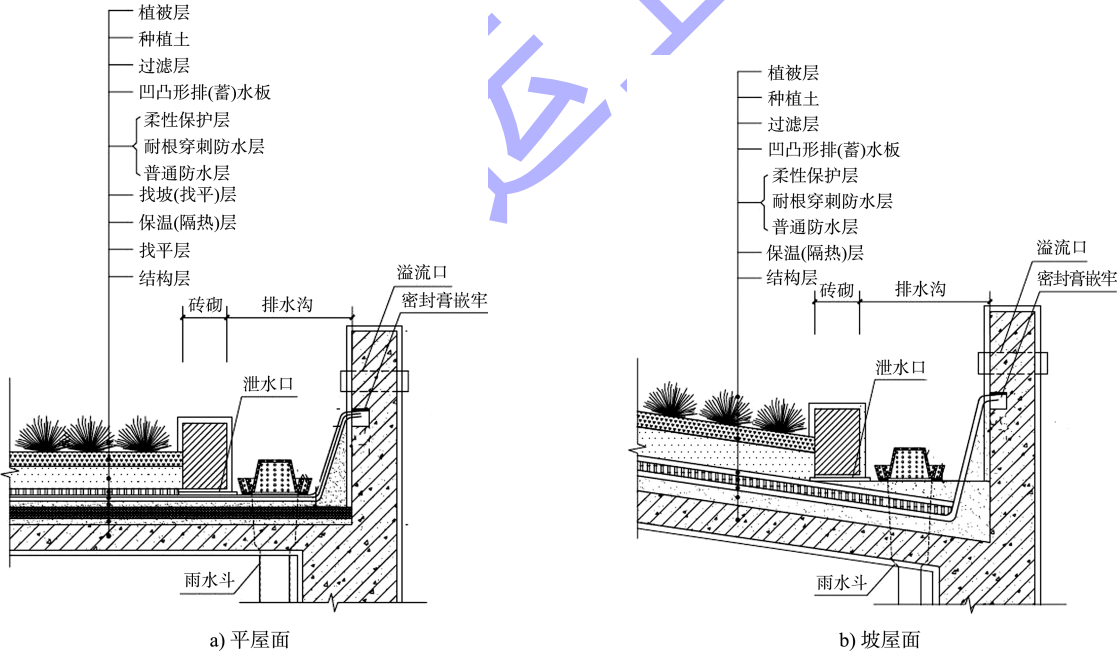 植被层
种植土
过滤层
凹凸形排(蓄)水板
柔性保护层
耐根穿刺防水层
普通防水层
找坡(找平)层
保温(隔热)层
找平层
结构层
砖砌
排水沟
溢流口
密封膏嵌牢
泄水口
雨水斗
a) 平屋面
植被层
种植土
过滤层
凹凸形排(蓄)水板
柔性保护层
耐根穿刺防水层
普通防水层
保温(隔热)层
结构层
砖砌
排水沟
溢流口
密封膏嵌牢
泄水口
雨水斗
b) 坡屋面